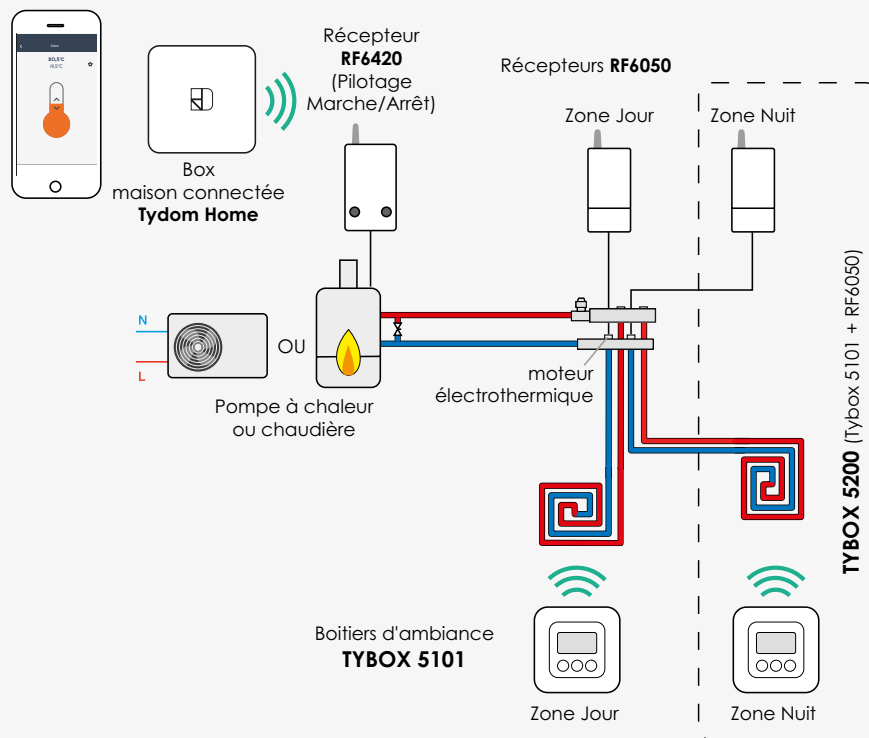 Récepteur
RF6420
(Pilotage
Marche/Arrêt)
Récepteurs RF6050
Zone Jour
Zone Nuit
Box
maison connectée
Tydom Home
N
L
OU
Pompe à chaleur
ou chaudière
moteur
électrothermique
TYBOX 5200 (Tybox 5101 + RF6050)
Boitiers d'ambiance
TYBOX 5101
Zone Jour
Zone Nuit